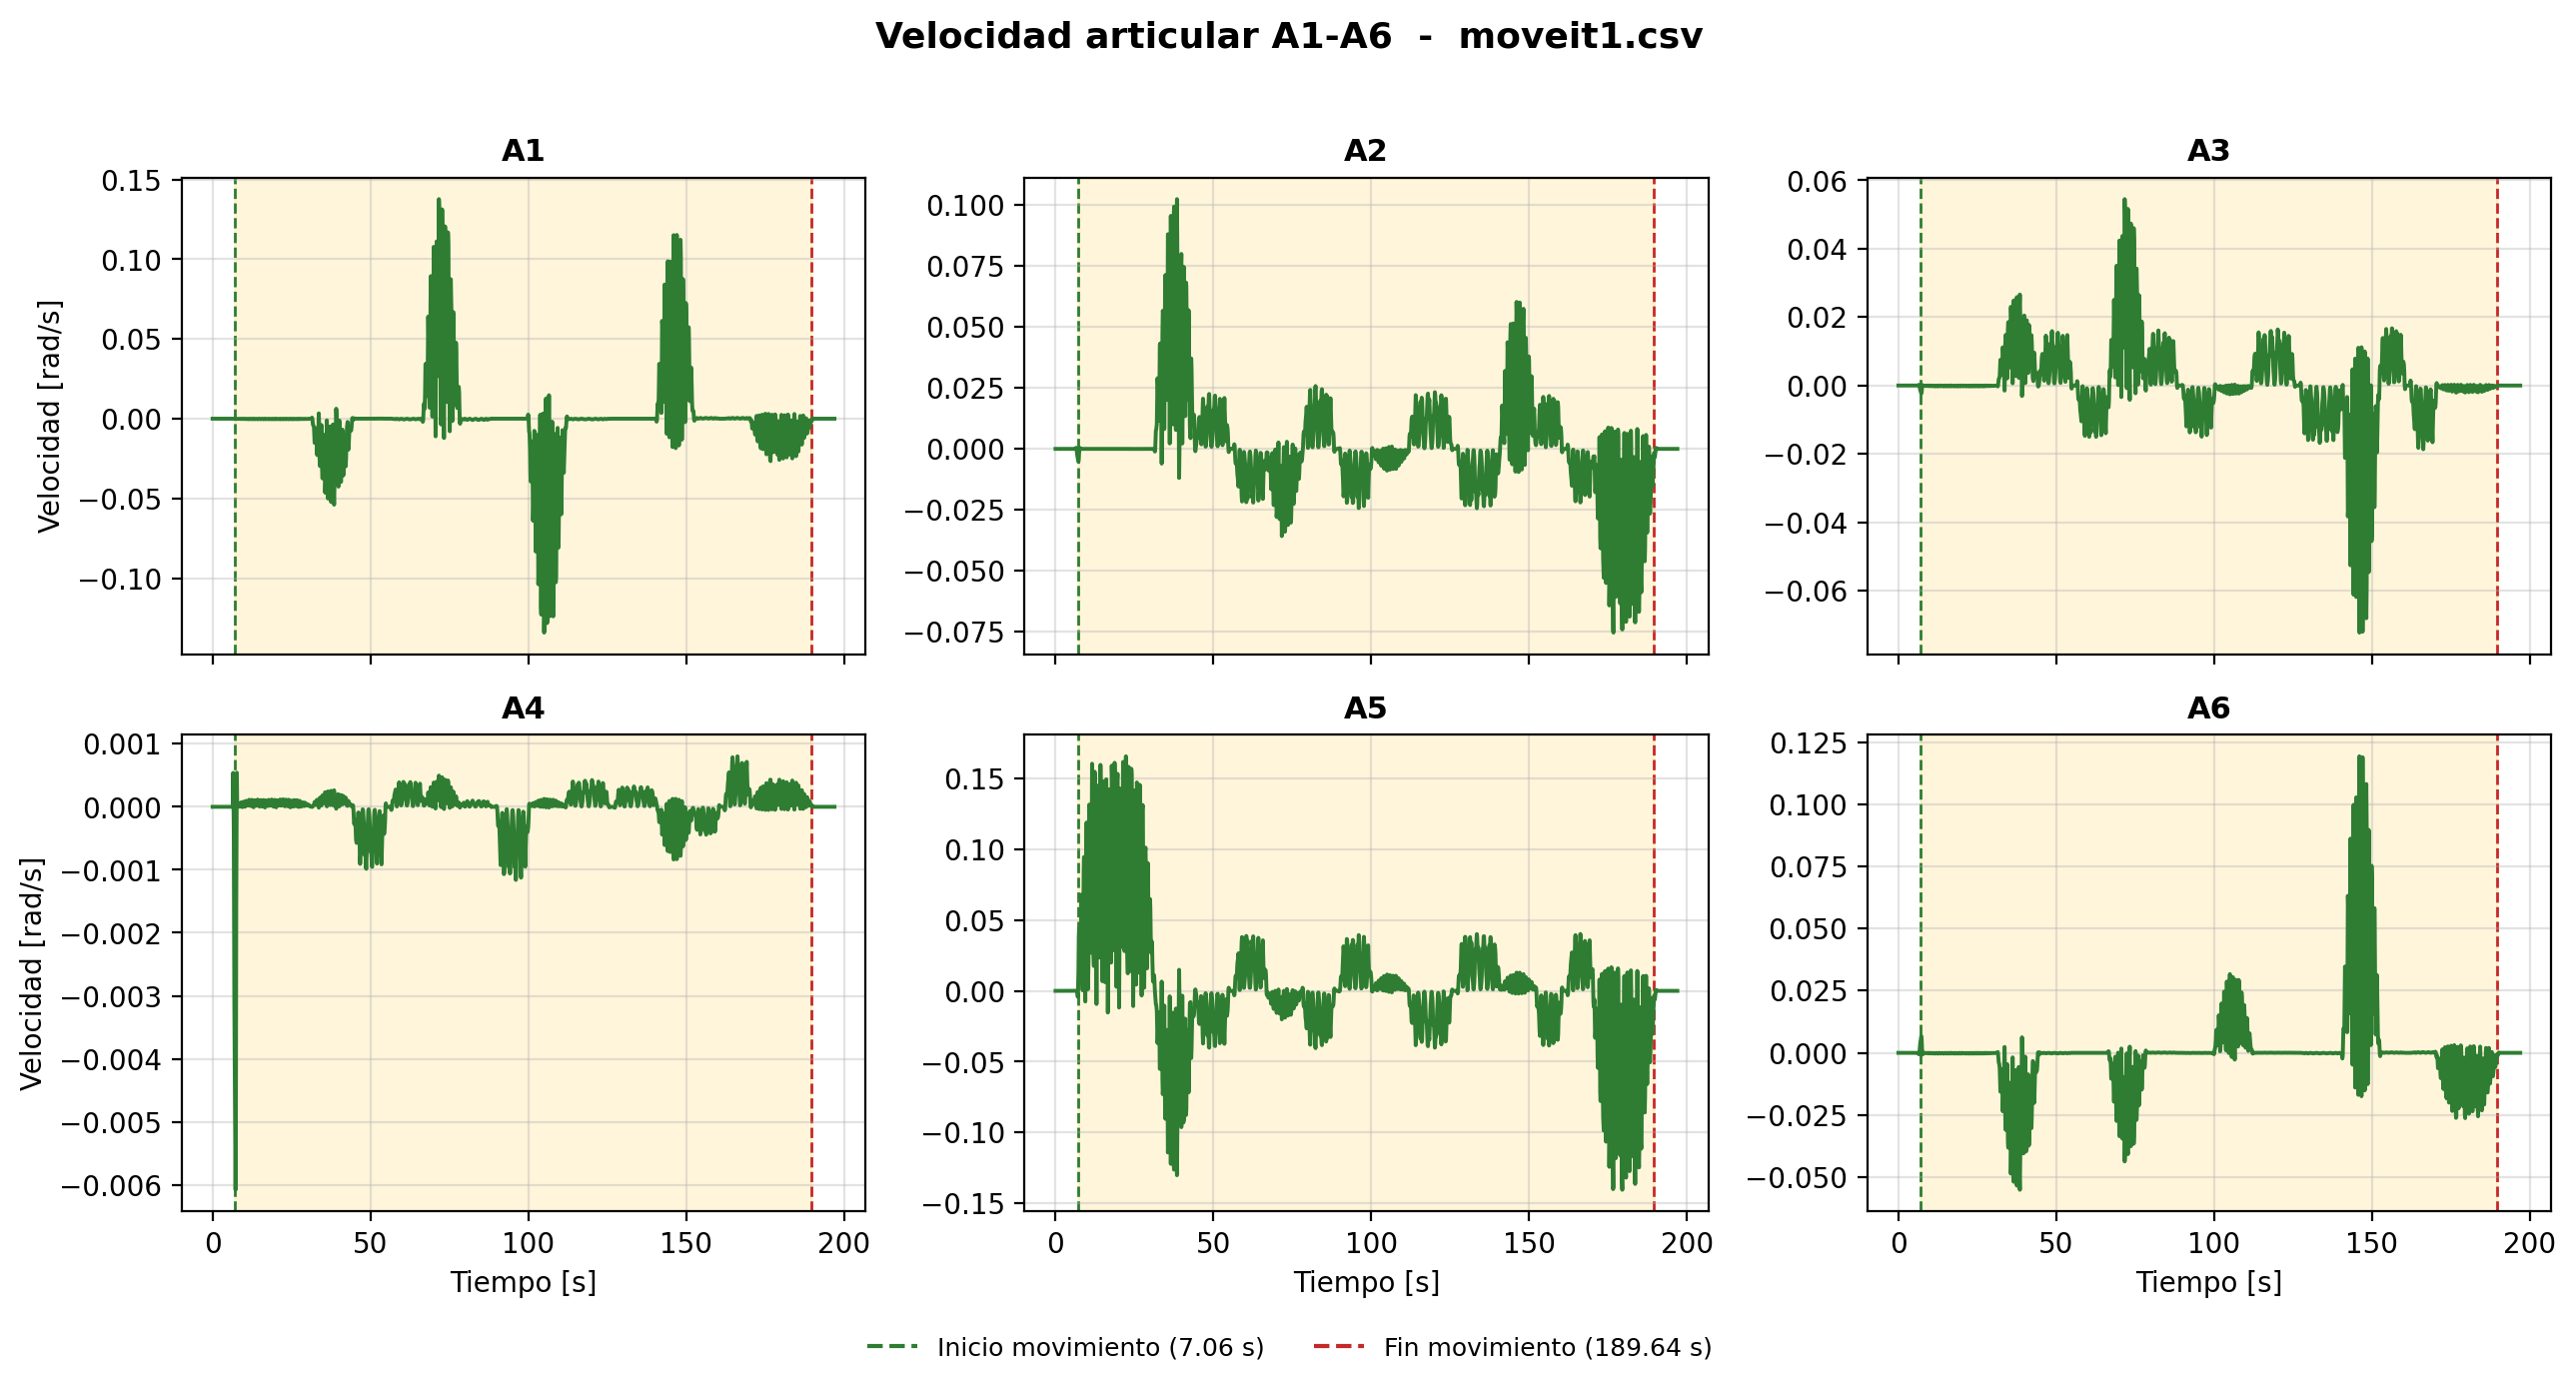 Velocidad articular A1-A6 - moveit1.csv
A1
A2
A3
Velocidad [rad/s]
0.15
0.10
0.05
0.00
−0.05
−0.10
0.100
0.075
0.050
0.025
0.000
−0.025
−0.050
−0.075
0.06
0.04
0.02
0.00
−0.02
−0.04
−0.06
A4
A5
A6
Velocidad [rad/s]
0.001
0.000
−0.001
−0.002
−0.003
−0.004
−0.005
−0.006
0.15
0.10
0.05
0.00
−0.05
−0.10
−0.15
0.125
0.100
0.075
0.050
0.025
0.000
−0.025
−0.050
0 50 100 150 200
0 50 100 150 200
0 50 100 150 200
Tiempo [s]
Tiempo [s]
Tiempo [s]
Inicio movimiento (7.06 s)
Fin movimiento (189.64 s)